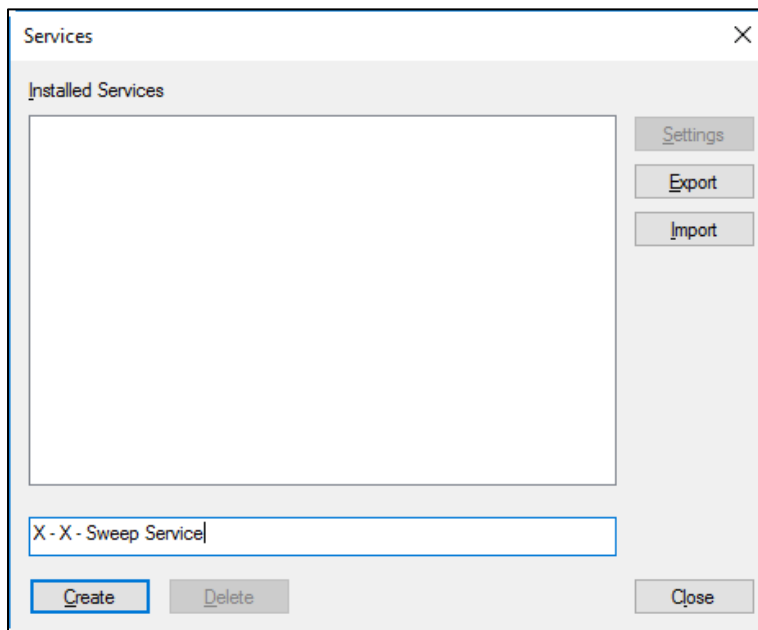 Services
Installed Services
Settings
Export
Import
X - X - Sweep Service
Create
Delete
Close